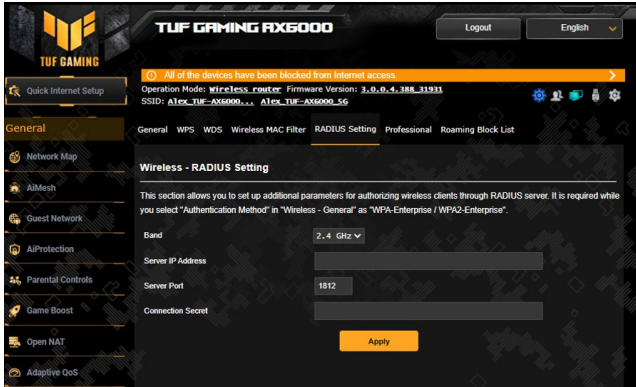 TUF GAMING
TUF GAMING AX6000
Logout
English
Quick Internet Setup
All of the devices have been blocked from Internet access.
Operation Mode: Wireless router Firmware Version: 3.0.0.4.388_31931
SSID: Alex_TUF-AX6000... Alex_TUF-AX6000_5G
General
General WPS WDS Wireless MAC Filter RADIUS Setting Professional Roaming Block List
Network Map
AiMesh
Guest Network
AiProtection
Parental Controls
Game Boost
Open NAT
Adaptive QoS
Wireless - RADIUS Setting
This section allows you to set up additional parameters for authorizing wireless clients through RADIUS server. It is required while
you select "Authentication Method" in "Wireless - General" as "WPA-Enterprise / WPA2-Enterprise".
Band
2.4 GHz
Server IP Address
Server Port
1812
Connection Secret
Apply